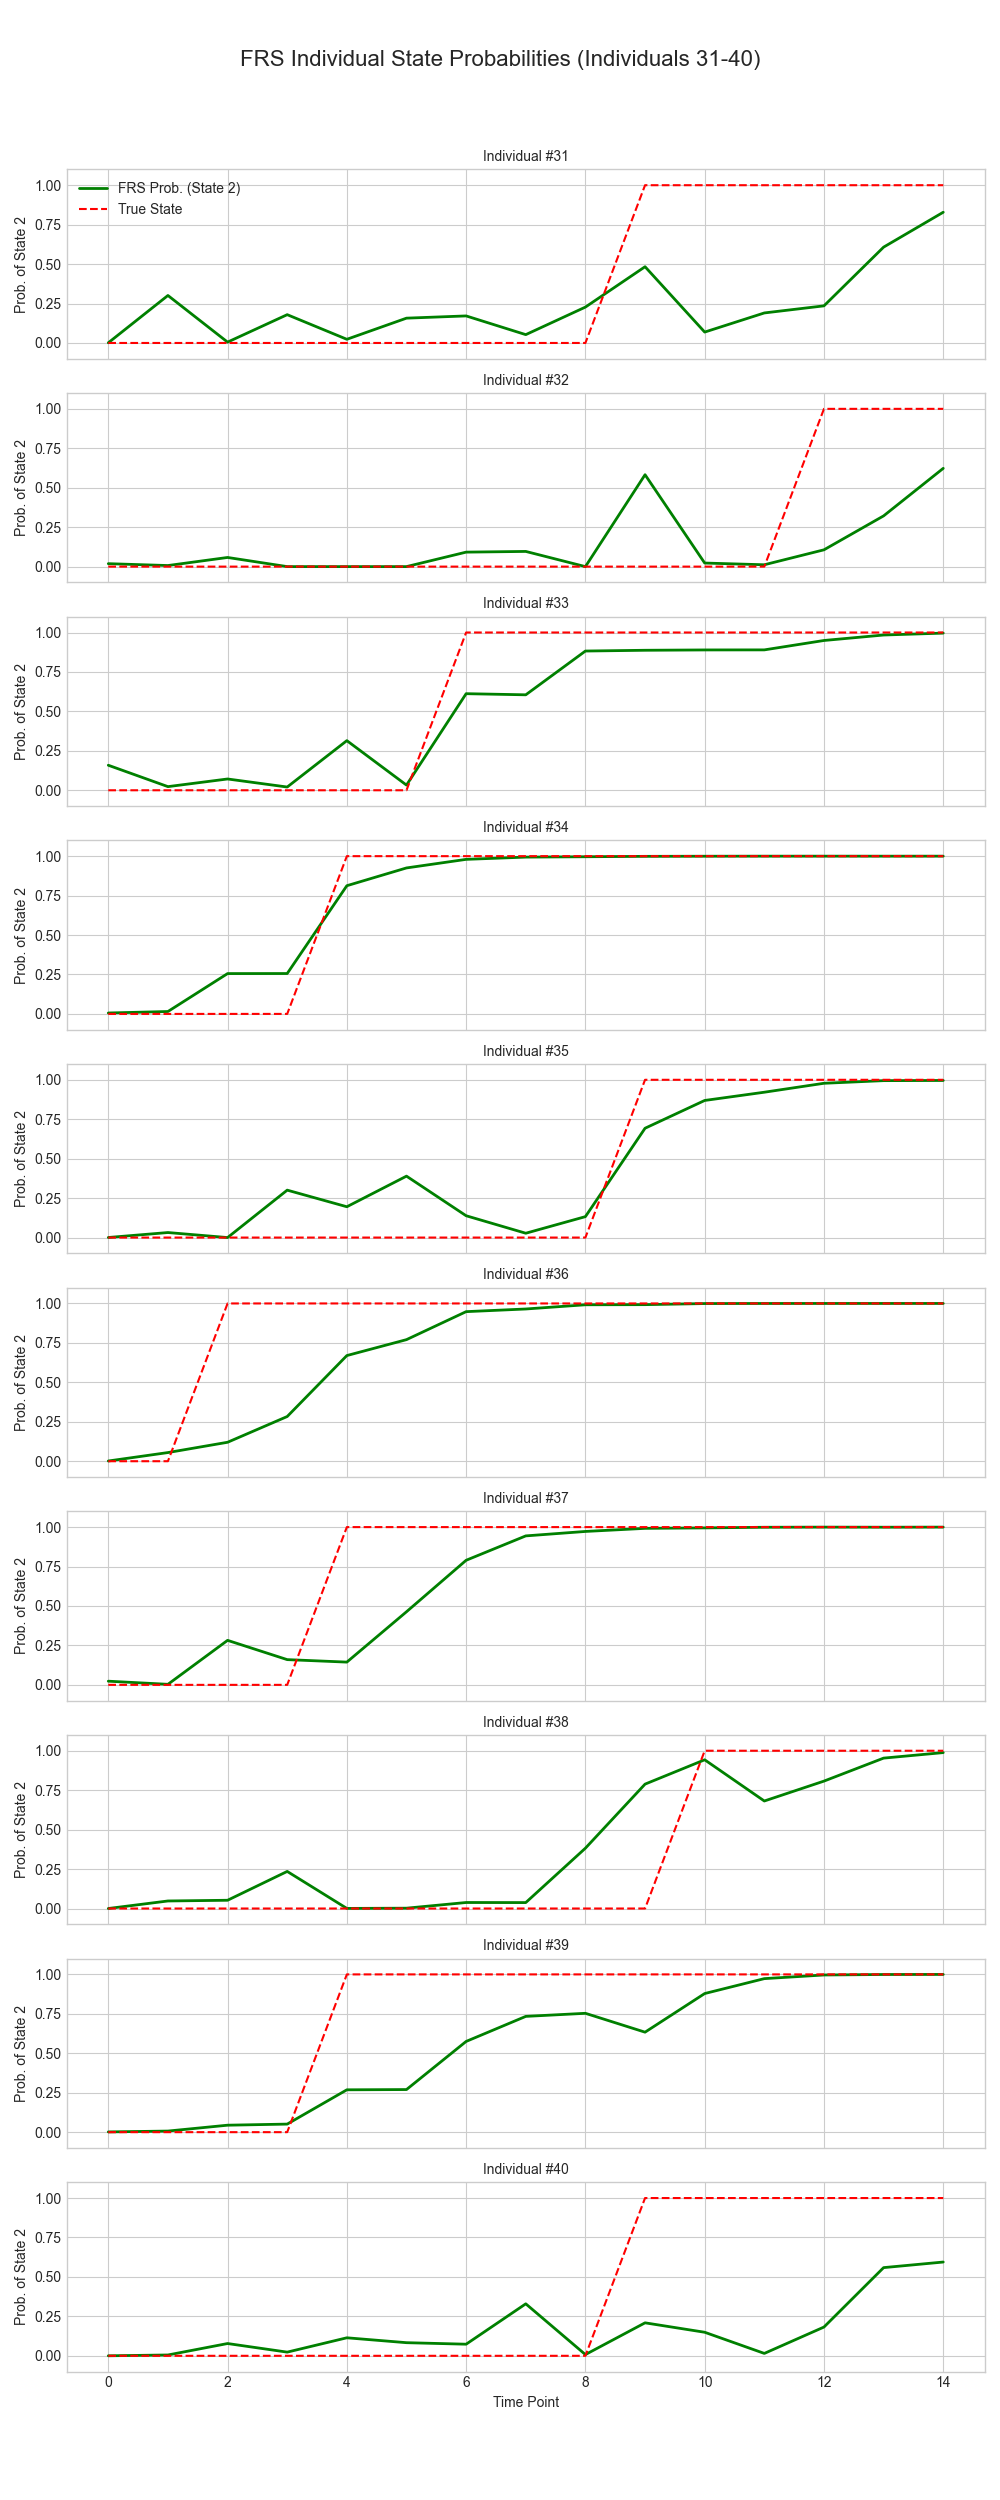 FRS Individual State Probabilities (Individuals 31-40)
Individual #31
FRS Prob. (State 2)
True State
Prob. of State 2
1.00
0.75
0.50
0.25
0.00
Individual #32
Prob. of State 2
1.00
0.75
0.50
0.25
0.00
Individual #33
Prob. of State 2
1.00
0.75
0.50
0.25
0.00
Individual #34
Prob. of State 2
1.00
0.75
0.50
0.25
0.00
Individual #35
Prob. of State 2
1.00
0.75
0.50
0.25
0.00
Individual #36
Prob. of State 2
1.00
0.75
0.50
0.25
0.00
Individual #37
Prob. of State 2
1.00
0.75
0.50
0.25
0.00
Individual #38
Prob. of State 2
1.00
0.75
0.50
0.25
0.00
Individual #39
Prob. of State 2
1.00
0.75
0.50
0.25
0.00
Individual #40
Prob. of State 2
1.00
0.75
0.50
0.25
0.00
0 2 4 6 8 10 12 14
Time Point